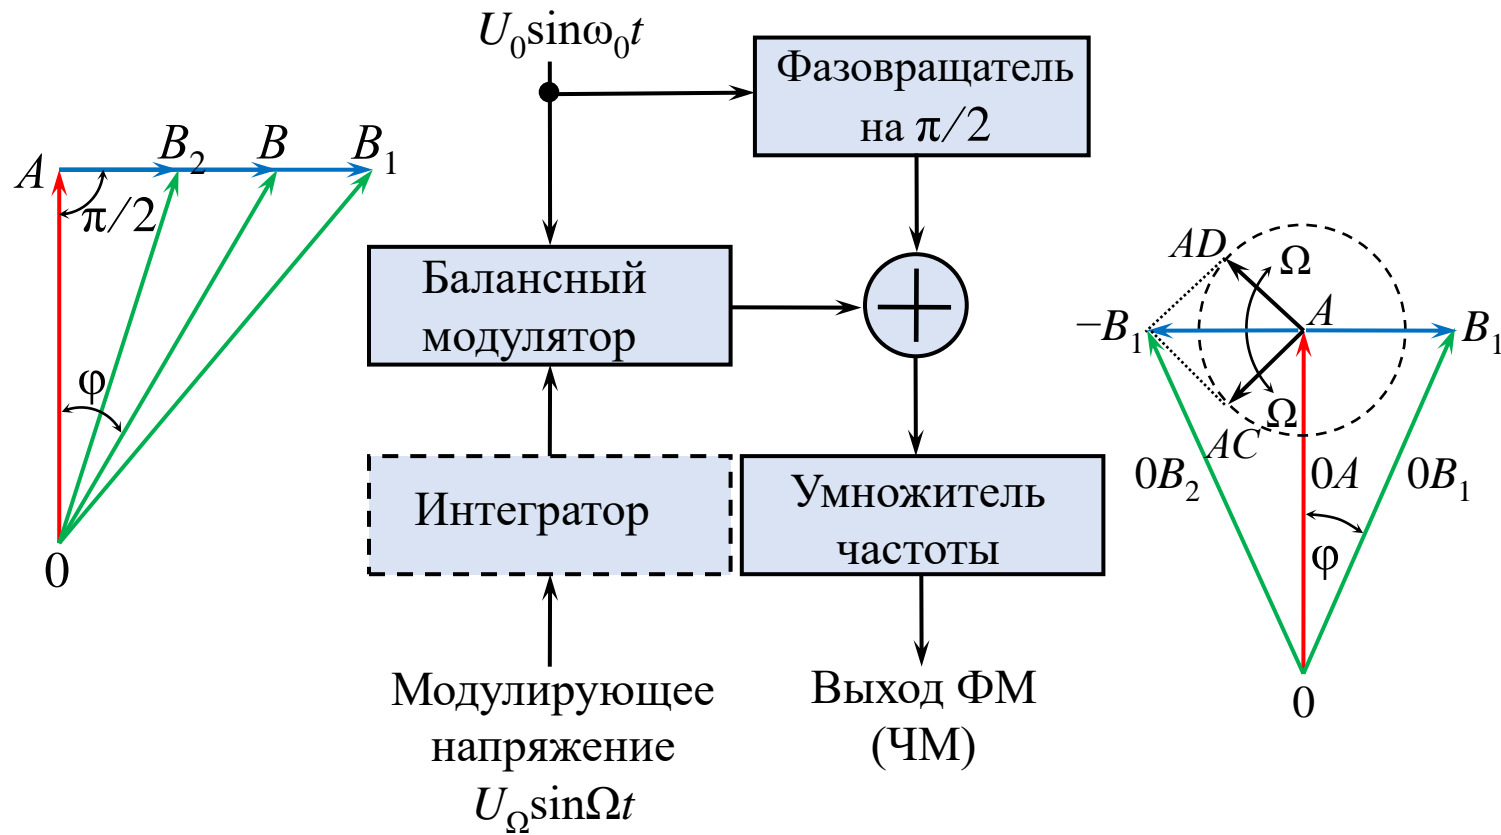 U₀sinω₀t
Фазовращатель
на π/2
A
B₂
B
B₁
π/2
φ
0
Балансный
модулятор
Интегратор
Умножитель
частоты
Модулирующее
напряжение
U_ΩsinΩt
Выход ФМ
(ЧМ)
AD
Ω
−B₁
A
B₁
Ω
AC
0B₂
0A
0B₁
φ
0